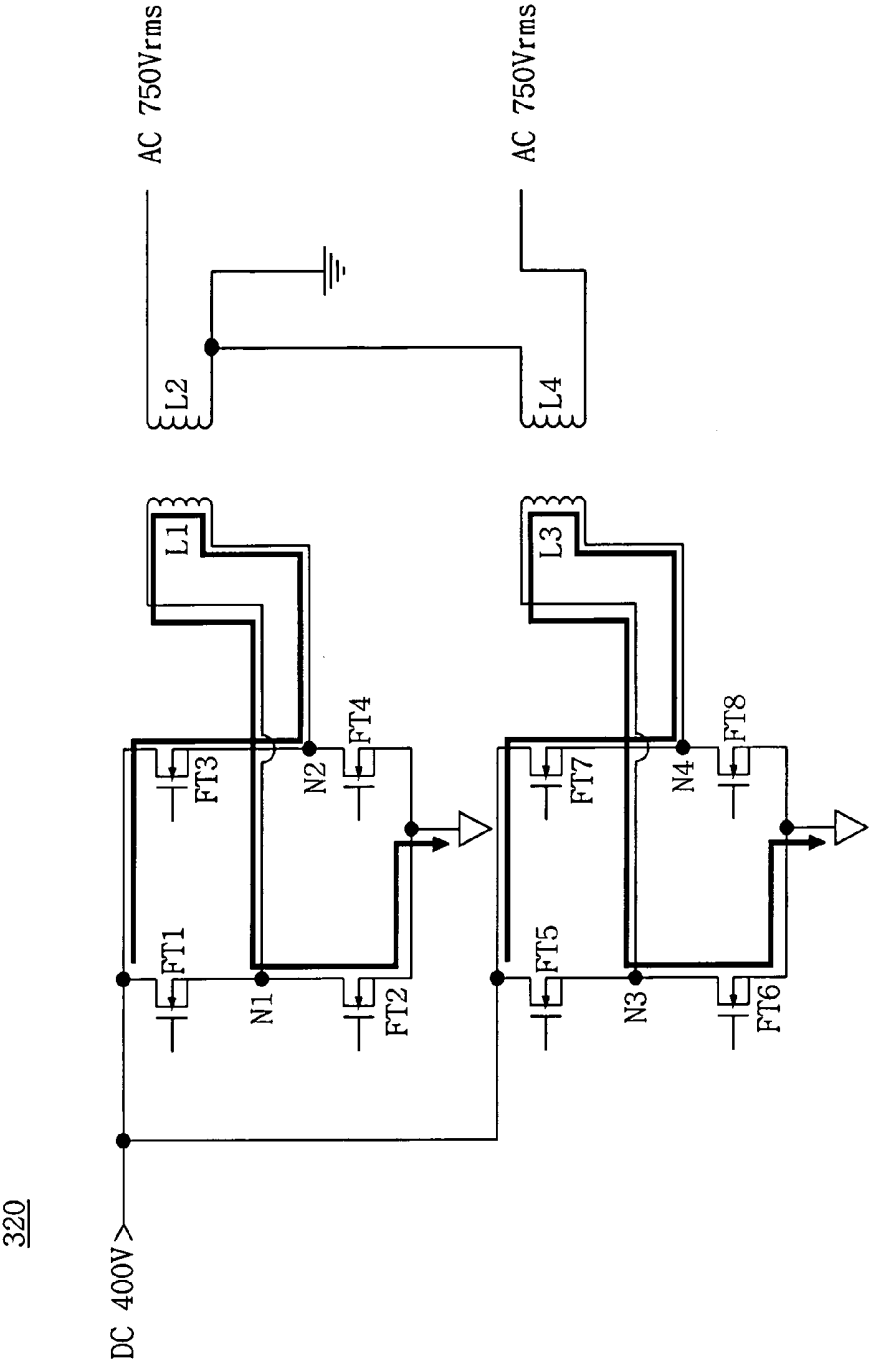 320
DC 400V
FT1
FT3
N1
N2
FT2
FT4
L1
L2
AC 750Vrms
FT5
FT7
N3
N4
FT6
FT8
L3
L4
AC 750Vrms